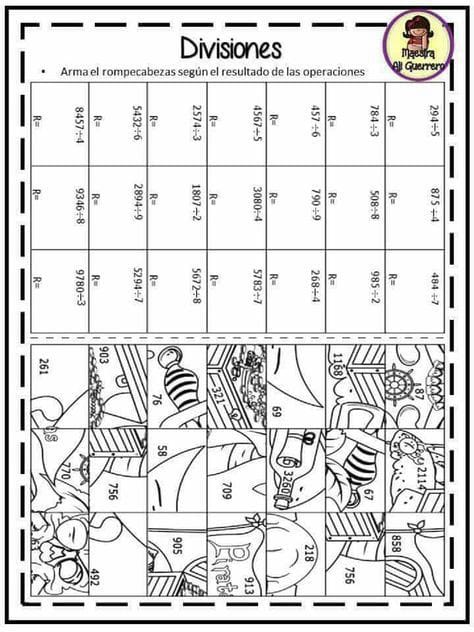 Divisiones
Maestra
Ali Guerrero
• Arma el rompecabezas según el resultado de las operaciones
8457÷4
R=
5432÷6
R=
2574÷3
R=
4567÷5
R=
457 ÷6
R=
784÷3
R=
294÷5
R=
9346÷8
R=
2894÷9
R=
1807÷2
R=
3080÷4
R=
790÷9
R=
508÷8
R=
875 ÷4
R=
9780÷3
R=
5294÷7
R=
5672÷8
R=
5783÷7
R=
268÷4
R=
985÷2
R=
484 ÷7
R=
261
903
76
321
69
1168
87
as
770
756
58
709
3260
67
2114
492
905
Pirat
913
218
756
858